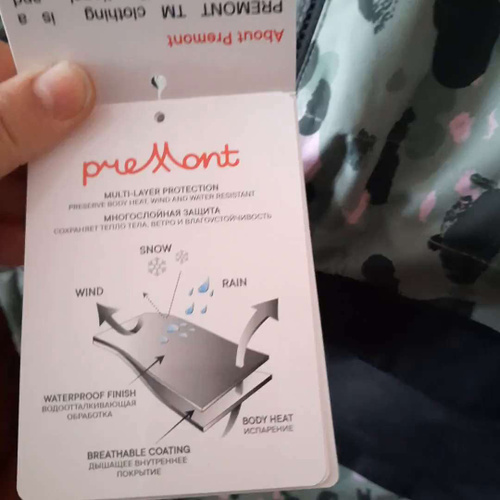 About Premont
PREMONT TM clothing is a
preMont
MULTI-LAYER PROTECTION
PRESERVE BODY HEAT, WIND AND WATER RESISTANT
МНОГОСЛОЙНАЯ ЗАЩИТА
СОХРАНЯЕТ ТЕПЛО ТЕЛА, ВЕТРО И ВЛАГОУСТОЙЧИВОСТЬ
SNOW
WIND
RAIN
WATERPROOF FINISH
ВОДООТТАЛКИВАЮЩАЯ
ОБРАБОТКА
BODY HEAT
ИСПАРЕНИЕ
BREATHABLE COATING
ДЫШАЩЕЕ ВНУТРЕННЕЕ
ПОКРЫТИЕ